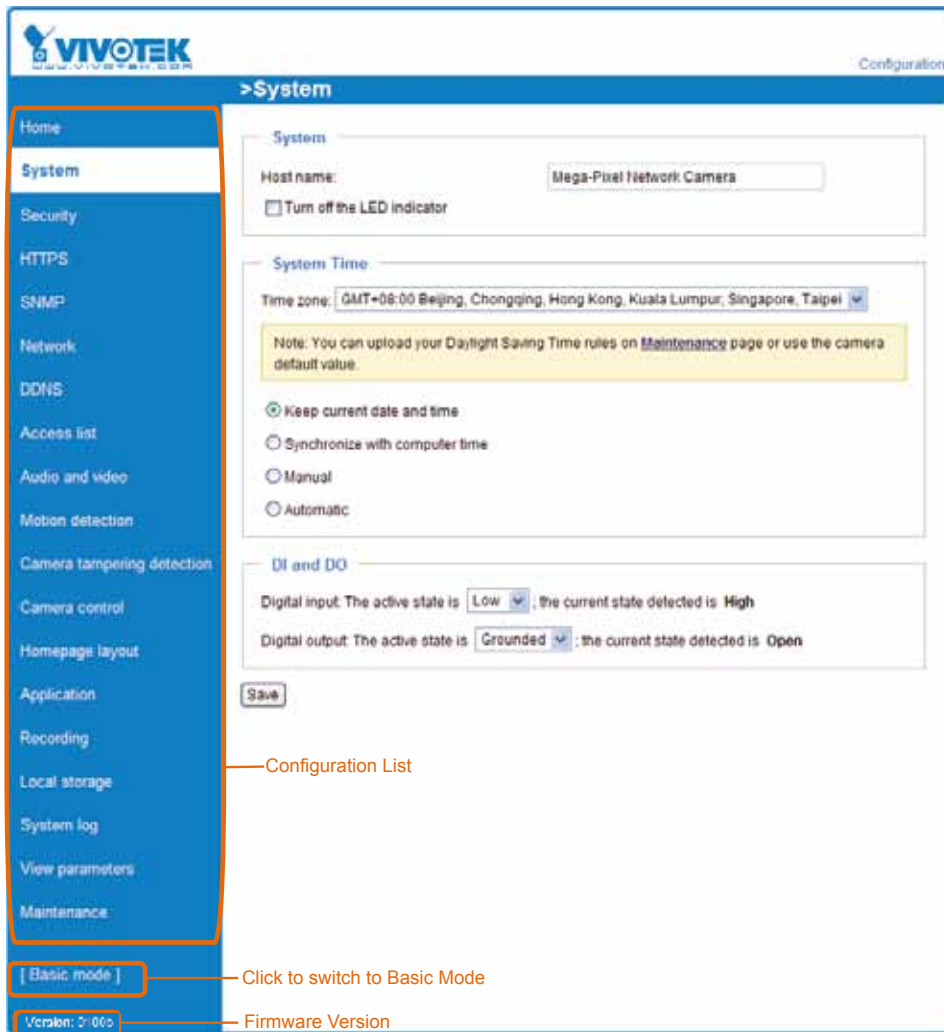 VIVOTEK
WWW.VIVOTEK.COM
Configuration
>System
Home
System
Security
HTTPS
SNMP
Network
DDNS
Access list
Audio and video
Motion detection
Camera tampering detection
Camera control
Homepage layout
Application
Recording
Local storage
System log
View parameters
Maintenance
[ Basic mode ]
Version:
System
Host name: Mega-Pixel Network Camera
Turn off the LED indicator
System Time
Time zone: GMT+08:00 Beijing, Chongqing, Hong Kong, Kuala Lumpur, Singapore, Taipei
Note: You can upload your Daylight Saving Time rules on Maintenance page or use the camera
default value.
Keep current date and time
Synchronize with computer time
Manual
Automatic
DI and DO
Digital input: The active state is Low ; the current state detected is High
Digital output: The active state is Grounded ; the current state detected is Open
Save
Configuration List
Click to switch to Basic Mode
Firmware Version